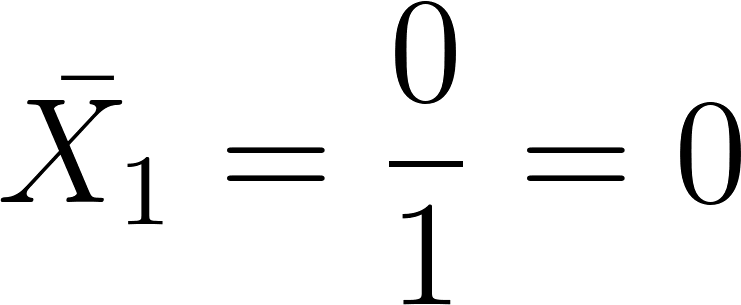 X̄₁ = 0/1 = 0